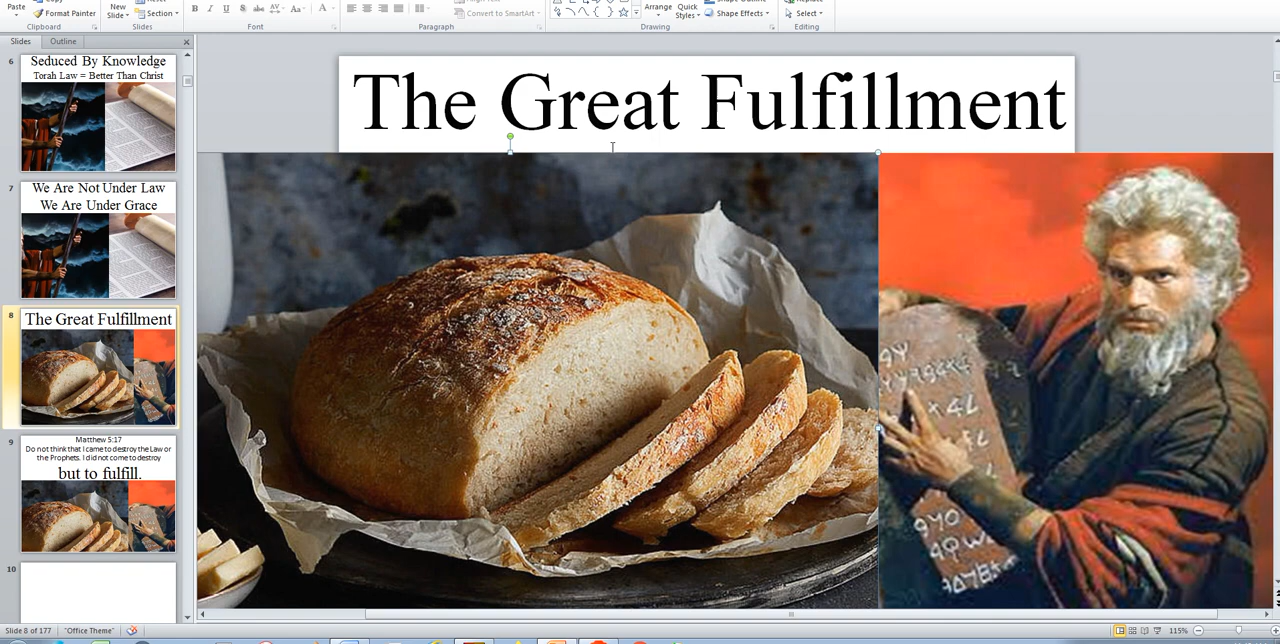 Paste
Format Painter
New
Slide
Section
Convert to SmartArt
Arrange
Quick
Styles
Shape Effects
Select
Clipboard
Slides
Font
Paragraph
Drawing
Editing
Slides
Outline
6
Seduced By Knowledge
Torah Law = Better Than Christ
7
We Are Not Under Law
We Are Under Grace
8
The Great Fulfillment
9
Matthew 5:17
Do not think that I came to destroy the Law or
the Prophets. I did not come to destroy
but to fulfill.
10
The Great Fulfillment
Slide 8 of 177
"Office Theme"
115%